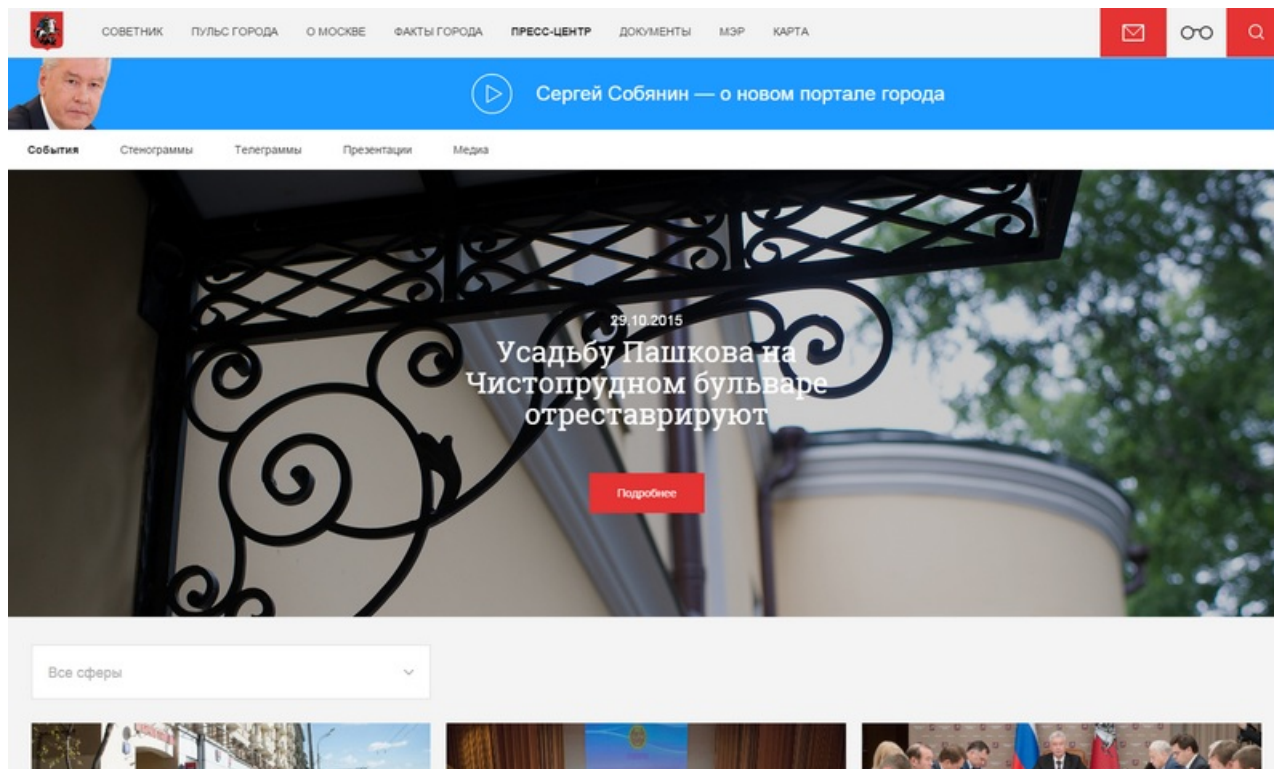 СОВЕТНИК ПУЛЬС ГОРОДА О МОСКВЕ ФАКТЫ ГОРОДА ПРЕСС-ЦЕНТР ДОКУМЕНТЫ МЭР КАРТА
Сергей Собянин — о новом портале города
События Стенограммы Телеграммы Презентации Медиа
29.10.2015
Усадьбу Пашкова на
Чистопрудном бульваре
отреставрируют
Подробнее
Все сферы